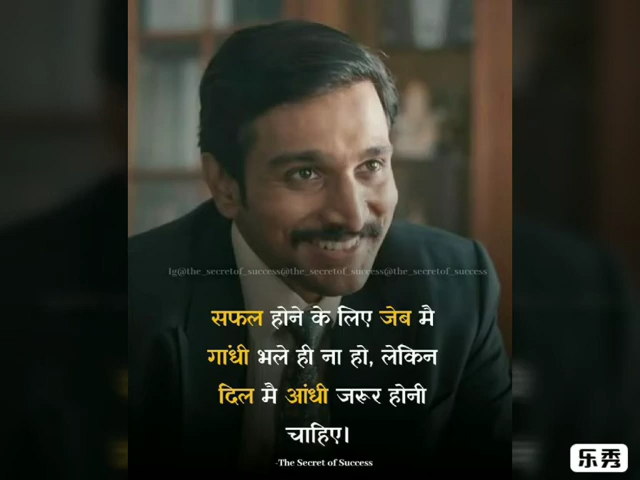 Ig@the_secretof_success@the_secretof_success@the_secretof_success
सफल होने के लिए जेब मै
गांधी भले ही ना हो, लेकिन
दिल मै आंधी जरूर होनी
चाहिए।
-The Secret of Success
乐秀